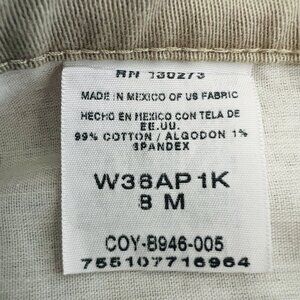 RN 130273
MADE IN MEXICO OF US FABRIC
HECHO EN MEXICO CON TELA DE
EE.UU.
99% COTTON / ALGODON 1%
SPANDEX
W38AP1K
8 M
COY-B946-005
755107716964